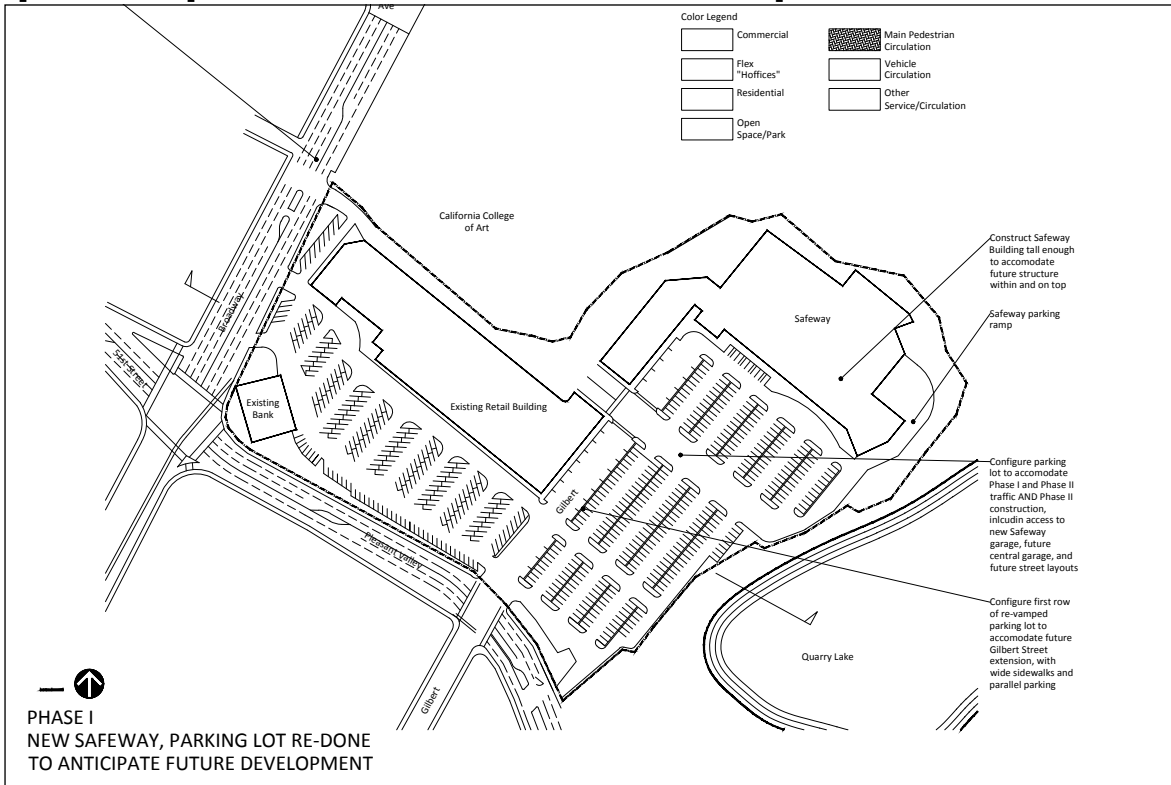 Ave
Color Legend
Commercial
Flex
"Hoffices"
Residential
Open
Space/Park
Main Pedestrian
Circulation
Vehicle
Circulation
Other
Service/Circulation
California College
of Art
Broadway
51st Street
Existing
Bank
Existing Retail Building
Safeway
Gilbert
Pleasant Valley
Gilbert
Quarry Lake
Construct Safeway
Building tall enough
to accomodate
future structure
within and on top
Safeway parking
ramp
Configure parking
lot to accomodate
Phase I and Phase II
traffic AND Phase II
construction,
inlcudin access to
new Safeway
garage, future
central garage, and
future street layouts
Configure first row
of re-vamped
parking lot to
accomodate future
Gilbert Street
extension, with
wide sidewalks and
parallel parking
PHASE I
NEW SAFEWAY, PARKING LOT RE-DONE
TO ANTICIPATE FUTURE DEVELOPMENT